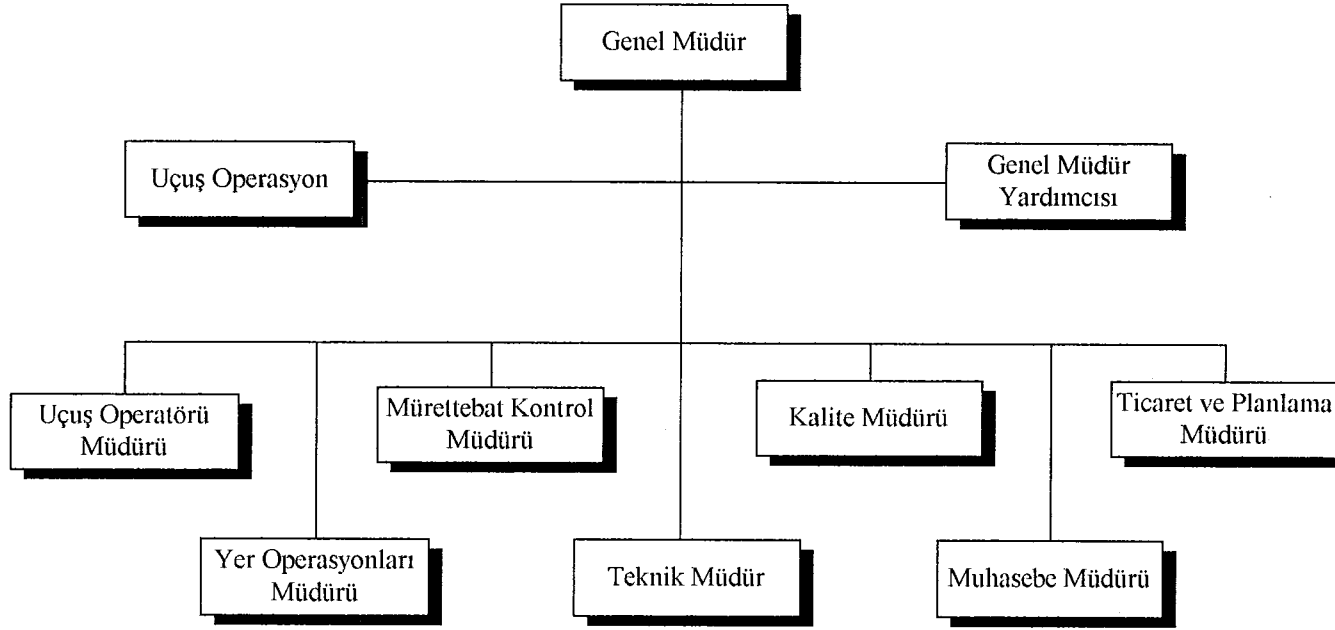 Genel Müdür
Uçuş Operasyon
Genel Müdür
Yardımcısı
Uçuş Operatörü
Müdürü
Mürettebat Kontrol
Müdürü
Kalite Müdürü
Ticaret ve Planlama
Müdürü
Yer Operasyonları
Müdürü
Teknik Müdür
Muhasebe Müdürü